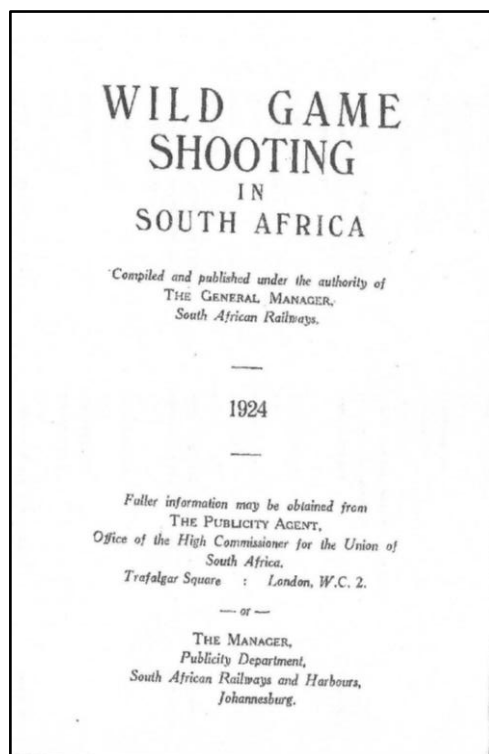 WILD GAME
SHOOTING
IN
SOUTH AFRICA
Compiled and published under the authority of
THE GENERAL MANAGER,
South African Railways.
1924
Fuller information may be obtained from
THE PUBLICITY AGENT,
Office of the High Commissioner for the Union of
South Africa.
Trafalgar Square : London, W.C. 2.
— or —
THE MANAGER,
Publicity Department,
South African Railways and Harbours,
Johannesburg.